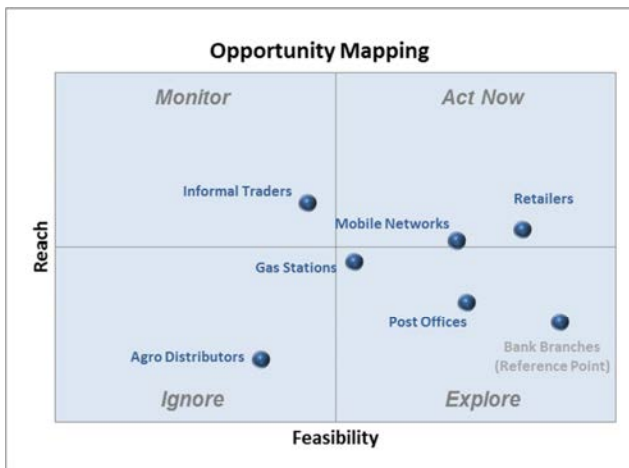 Opportunity Mapping
Monitor
Act Now
Informal Traders
Retailers
Mobile Networks
Reach
Gas Stations
Post Offices
Bank Branches
(Reference Point)
Agro Distributors
Ignore
Explore
Feasibility